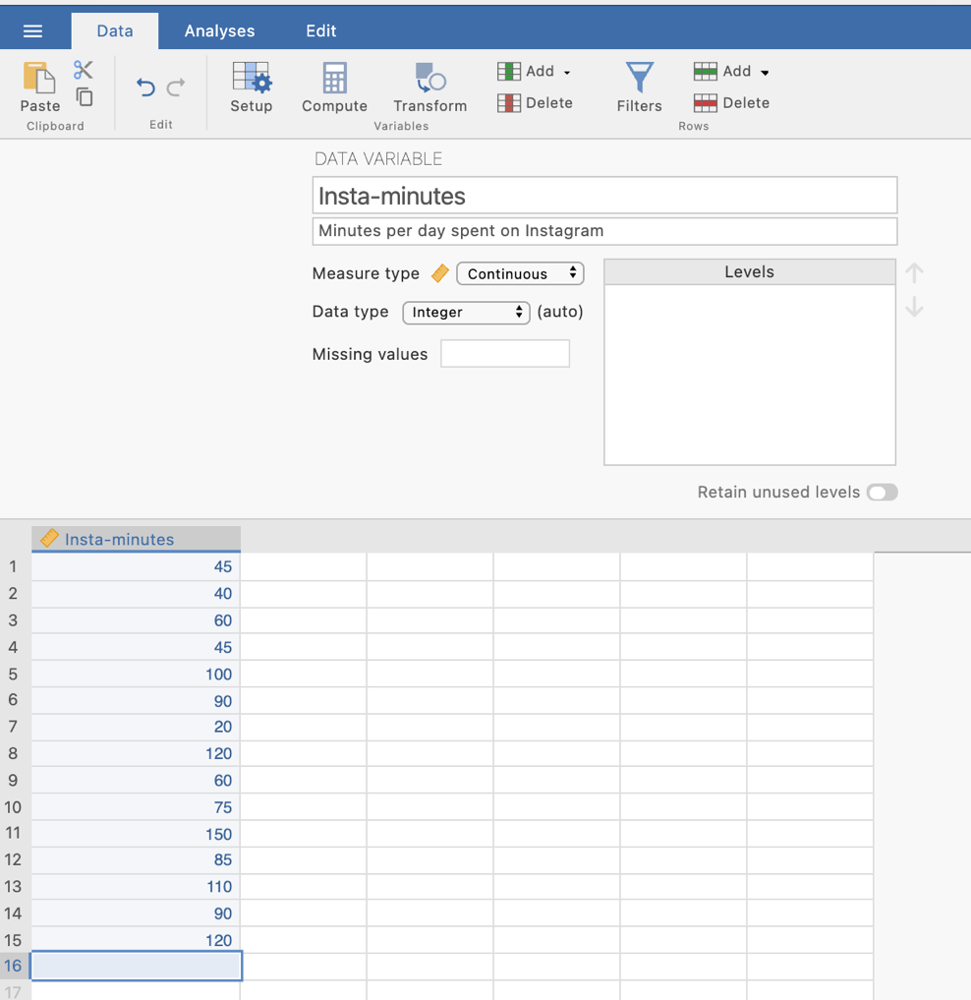 Data Analyses Edit
Paste Setup Compute Transform Add Delete Filters Add Delete
Clipboard Edit Variables Rows
DATA VARIABLE
Insta-minutes
Minutes per day spent on Instagram
Measure type Continuous
Levels
Data type Integer (auto)
Missing values
Retain unused levels
Insta-minutes
1 45
2 40
3 60
4 45
5 100
6 90
7 20
8 120
9 60
10 75
11 150
12 85
13 110
14 90
15 120
16
17